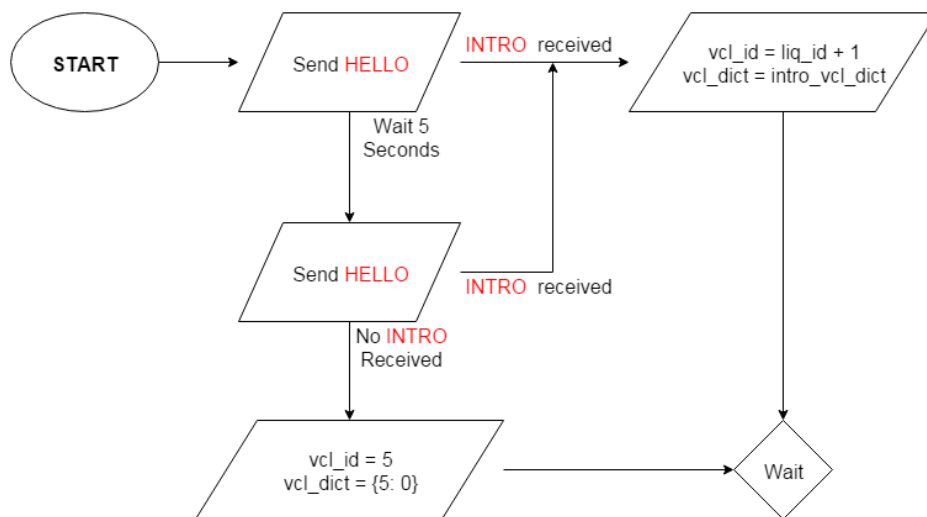 START
Send HELLO
INTRO received
vcl_id = liq_id + 1
vcl_dict = intro_vcl_dict
Wait 5
Seconds
Send HELLO
INTRO received
No INTRO
Received
vcl_id = 5
vcl_dict = {5: 0}
Wait